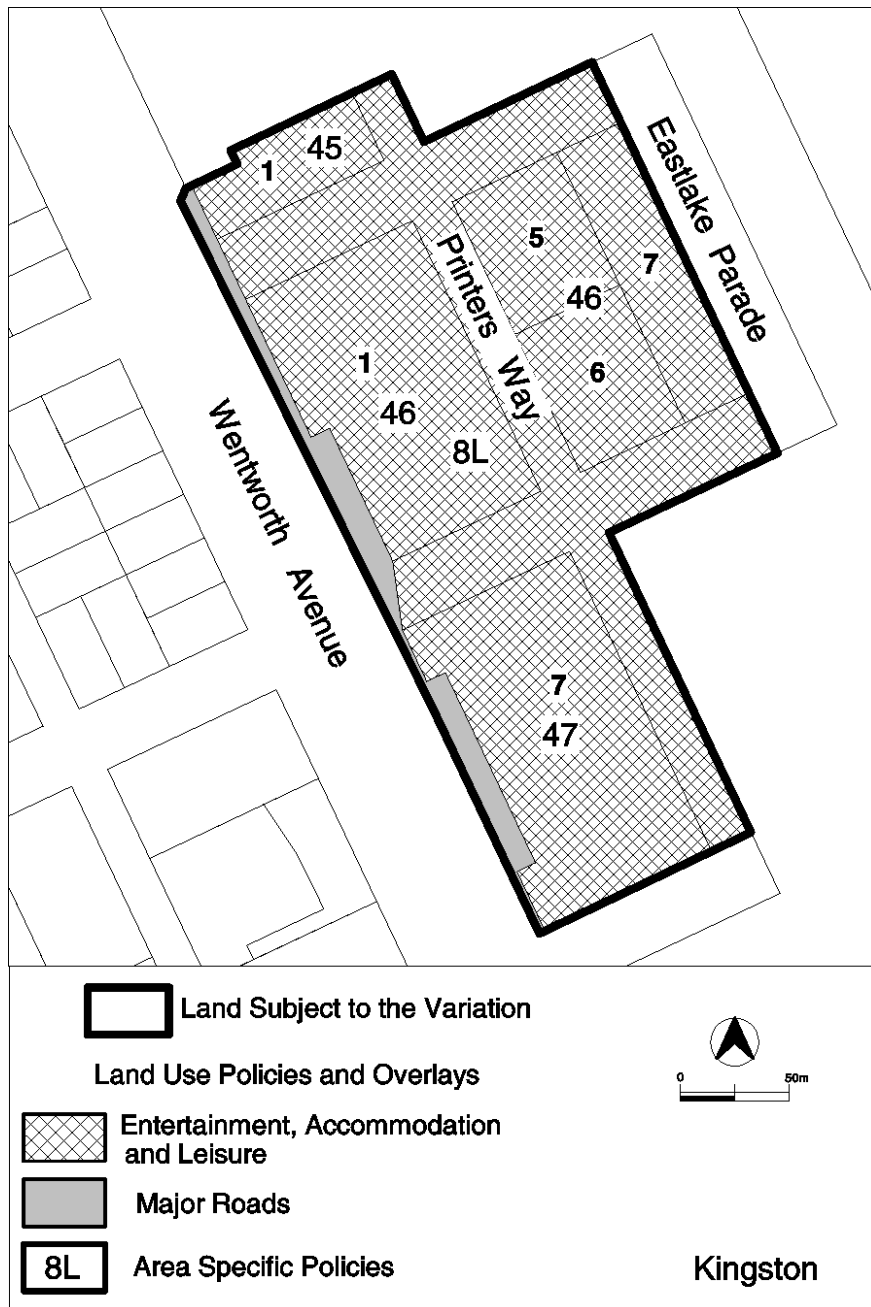 45
1
Eastlake Parade
5
7
Printers Way
46
1
6
46
8L
Wentworth Avenue
7
47
Land Subject to the Variation
Land Use Policies and Overlays
0 50m
Entertainment, Accommodation
and Leisure
Major Roads
8L Area Specific Policies
Kingston